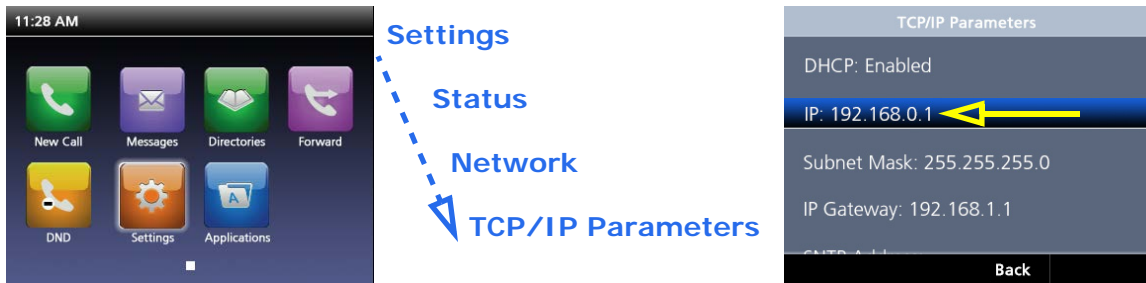 11:28 AM
New Call
Messages
Directories
Forward
DND
Settings
Applications
Settings
Status
Network
TCP/IP Parameters
TCP/IP Parameters
DHCP: Enabled
IP: 192.168.0.1
Subnet Mask: 255.255.255.0
IP Gateway: 192.168.1.1
Back